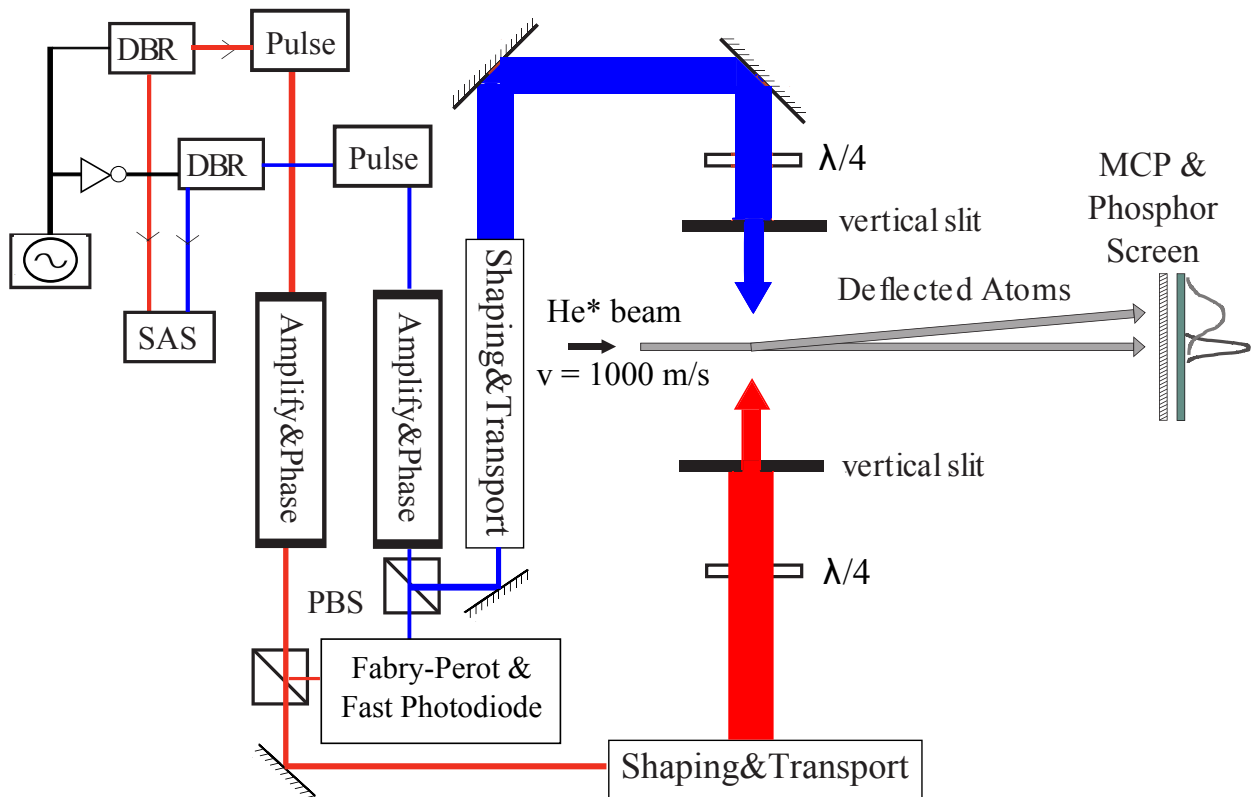 DBR
Pulse
DBR
Pulse
SAS
Amplify&Phase
Amplify&Phase
Shaping&Transport
PBS
Fabry-Perot &
Fast Photodiode
λ/4
vertical slit
He* beam
v = 1000 m/s
Deflected Atoms
MCP &
Phosphor
Screen
vertical slit
λ/4
Shaping&Transport